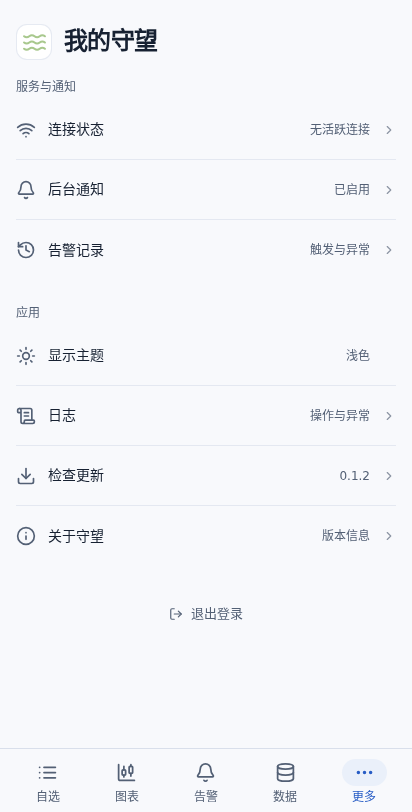 我的守望
服务与通知
连接状态 无活跃连接
后台通知 已启用
告警记录 触发与异常
应用
显示主题 浅色
日志 操作与异常
检查更新 0.1.2
关于守望 版本信息
退出登录
自选 图表 告警 数据 更多